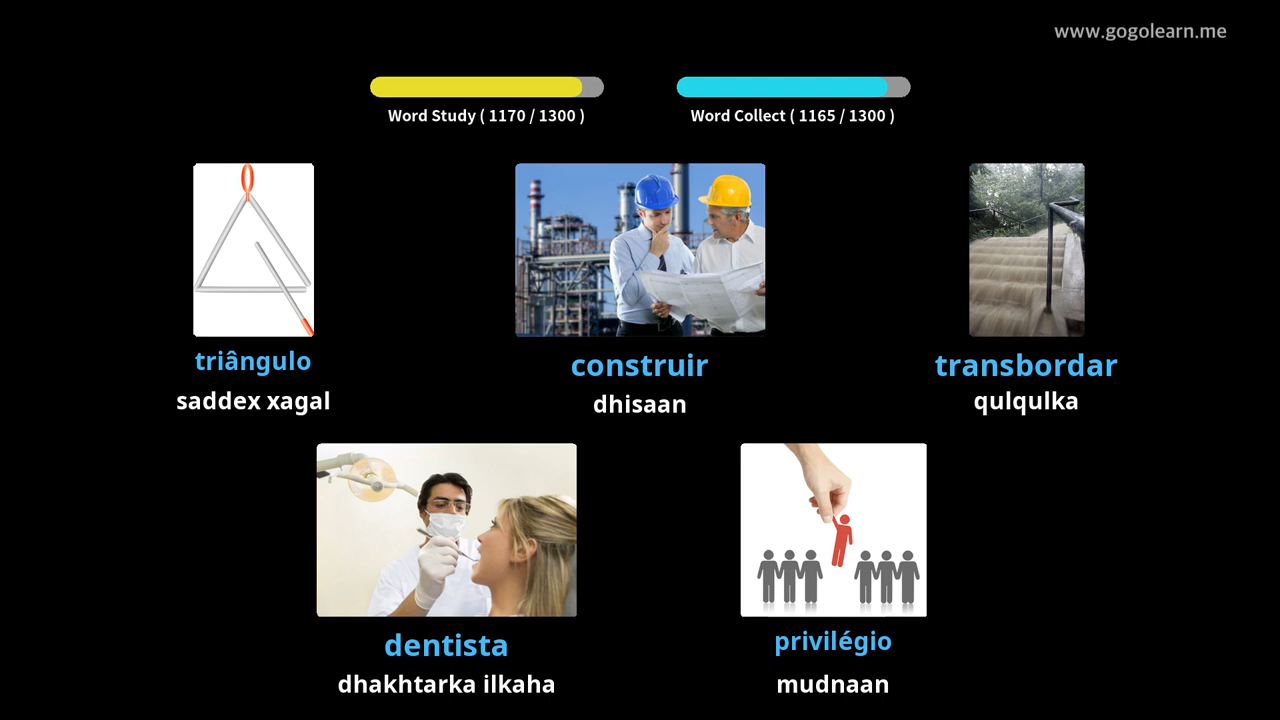 www.gogolearn.me
Word Study ( 1170 / 1300 )
Word Collect ( 1165 / 1300 )
triângulo
saddex xagal
construir
dhisaan
transbordar
qulqulka
dentista
dhakhtarka ilkaha
privilégio
mudnaan